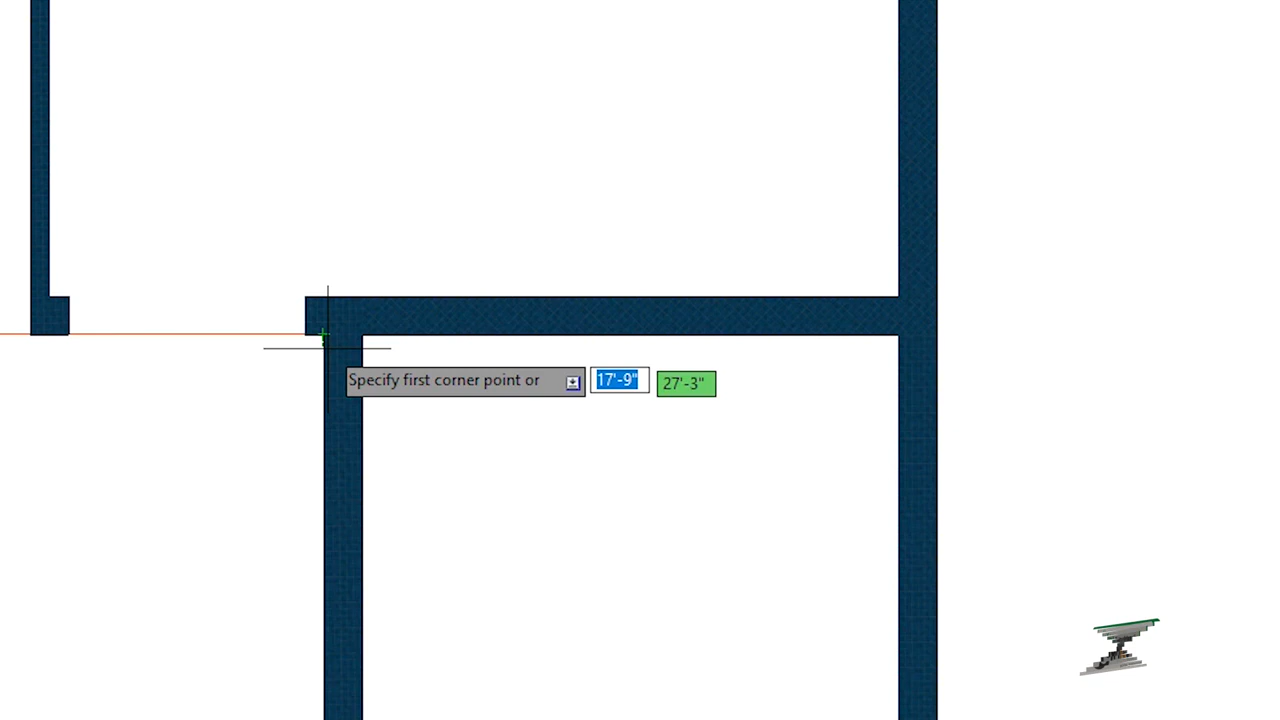 Specify first corner point or 17'-9" 27'-3"